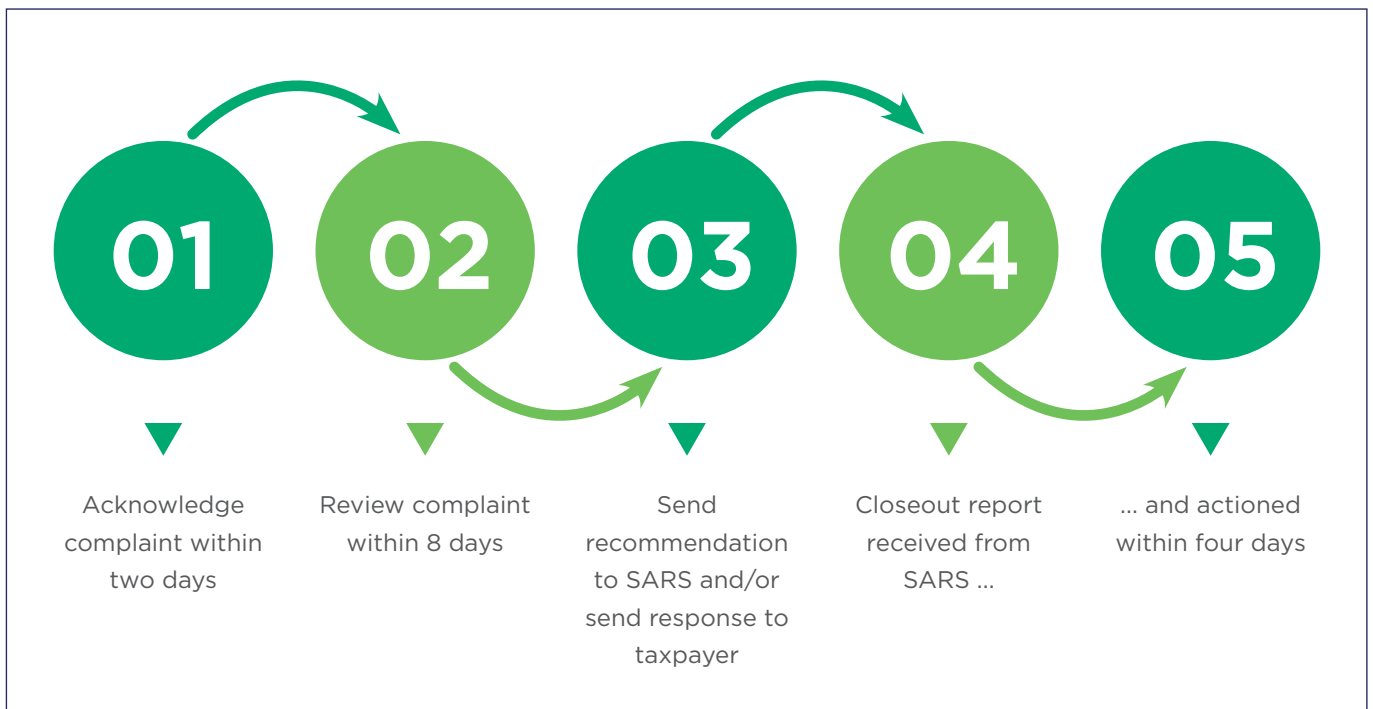 01
Acknowledge
complaint within
two days
02
Review complaint
within 8 days
03
Send
recommendation
to SARS and/or
send response to
taxpayer
04
Closeout report
received from
SARS ...
05
... and actioned
within four days